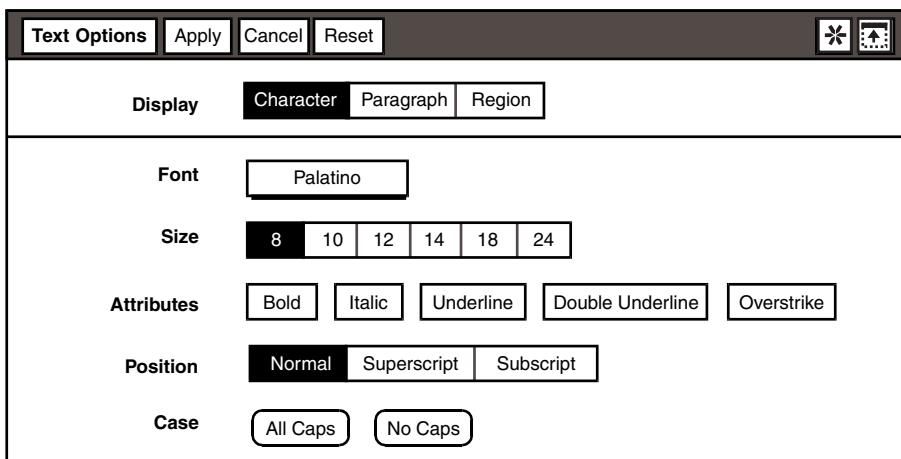 Text Options Apply Cancel Reset
Display Character Paragraph Region
Font Palatino
Size 8 10 12 14 18 24
Attributes Bold Italic Underline Double Underline Overstrike
Position Normal Superscript Subscript
Case All Caps No Caps